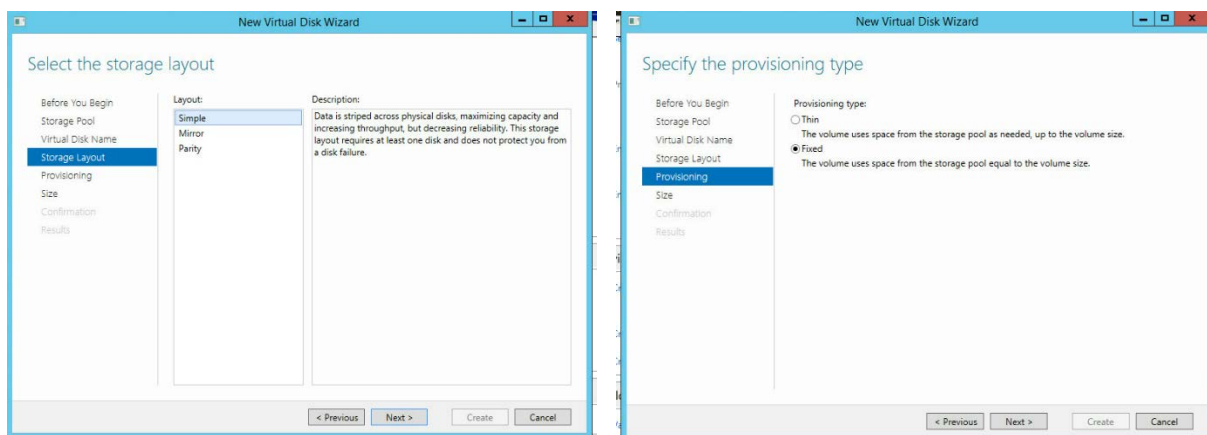 New Virtual Disk Wizard
Select the storage layout
Before You Begin
Storage Pool
Virtual Disk Name
Storage Layout
Provisioning
Size
Confirmation
Results
Layout:
Simple
Mirror
Parity
Description:
Data is striped across physical disks, maximizing capacity and
increasing throughput, but decreasing reliability. This storage
layout requires at least one disk and does not protect you from
a disk failure.
< Previous
Next >
Create
Cancel
New Virtual Disk Wizard
Specify the provisioning type
Before You Begin
Storage Pool
Virtual Disk Name
Storage Layout
Provisioning
Size
Confirmation
Results
Provisioning type:
Thin
The volume uses space from the storage pool as needed, up to the volume size.
Fixed
The volume uses space from the storage pool equal to the volume size.
< Previous
Next >
Create
Cancel